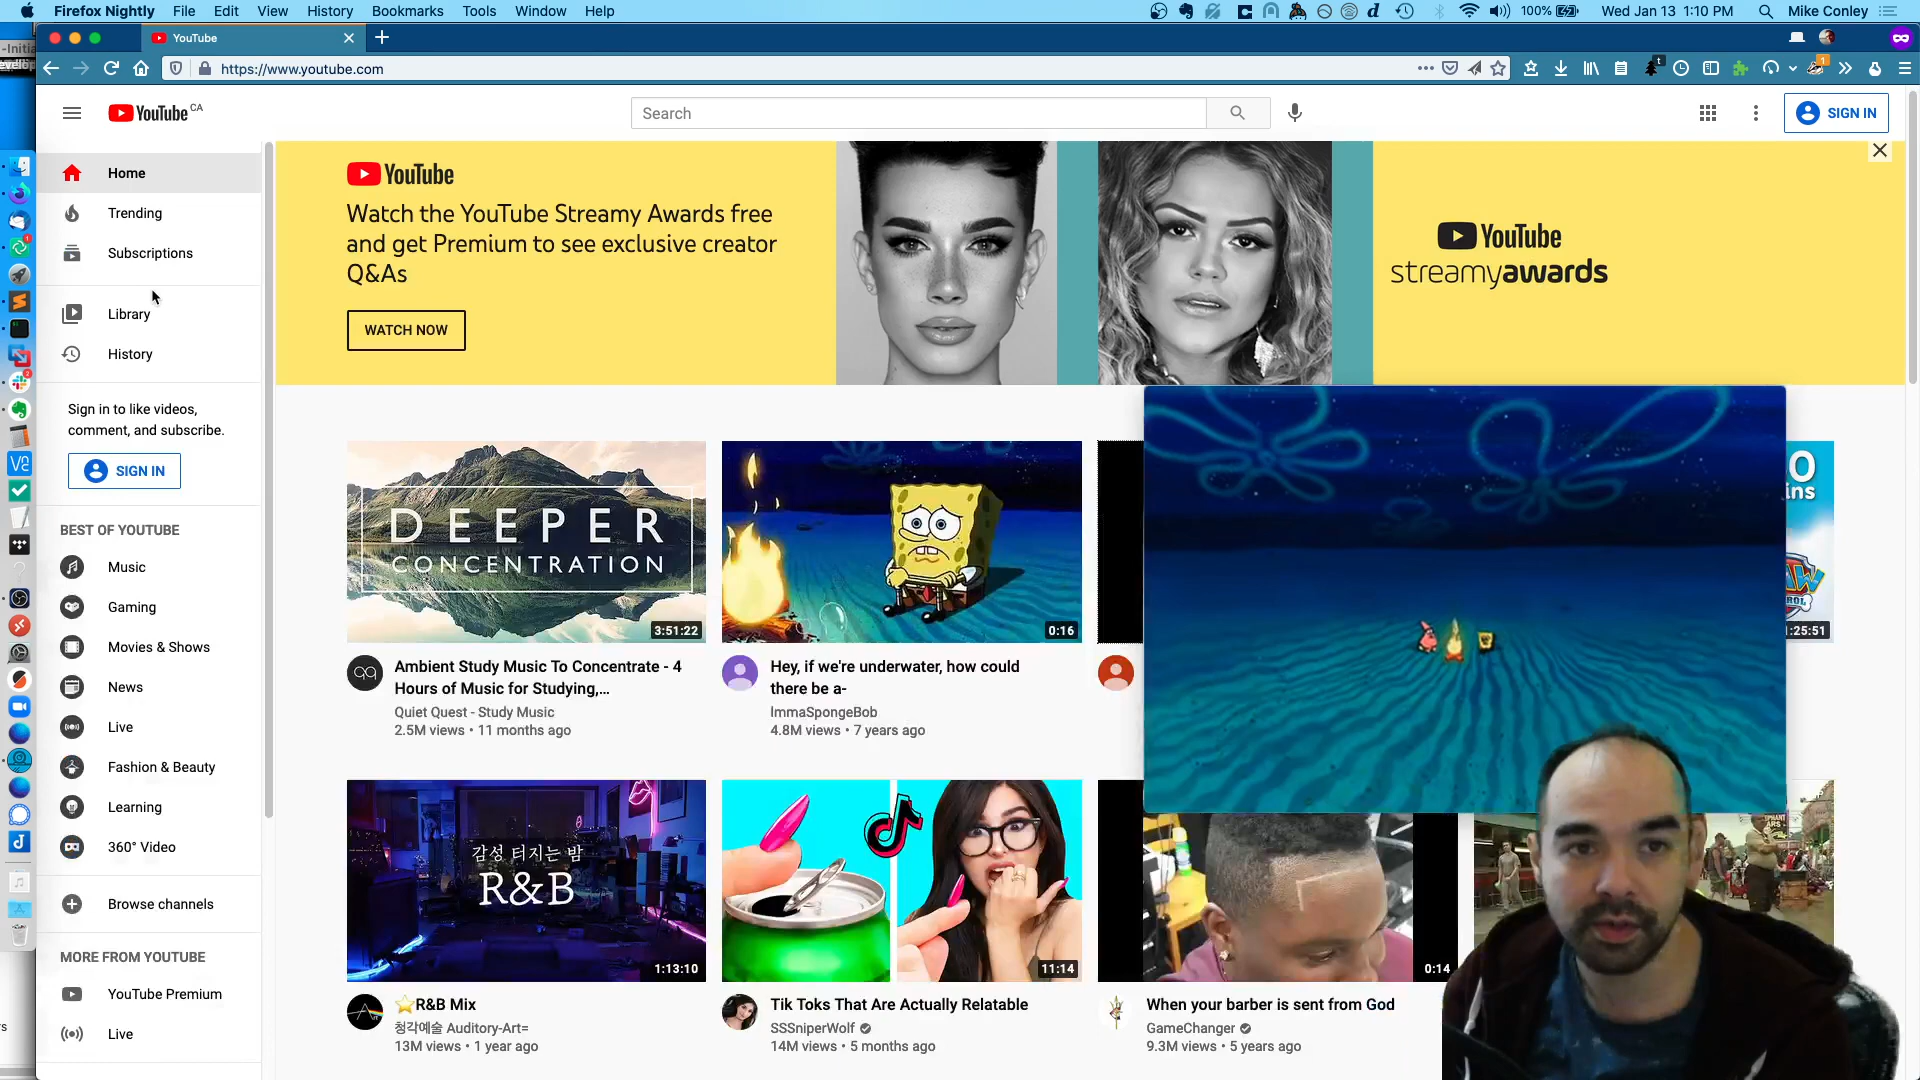 Firefox Nightly File Edit View History Bookmarks Tools Window Help
100% Wed Jan 13 1:10 PM Mike Conley
YouTube
https://www.youtube.com
YouTube CA
Search
SIGN IN
Home
Trending
Subscriptions
Library
History
Sign in to like videos,
comment, and subscribe.
SIGN IN
BEST OF YOUTUBE
Music
Gaming
Movies & Shows
News
Live
Fashion & Beauty
Learning
360° Video
Browse channels
MORE FROM YOUTUBE
YouTube Premium
Live
YouTube
Watch the YouTube Streamy Awards free
and get Premium to see exclusive creator
Q&As
WATCH NOW
YouTube
streamyawards
DEEPER
CONCENTRATION
3:51:22
Ambient Study Music To Concentrate - 4
Hours of Music for Studying,...
Quiet Quest - Study Music
2.5M views • 11 months ago
0:16
Hey, if we're underwater, how could
there be a-
ImmaSpongeBob
4.8M views • 7 years ago
1:25:51
감성 터지는 밤
R&B
1:13:10
⭐R&B Mix
청각예술 Auditory-Art=
13M views • 1 year ago
11:14
Tik Toks That Are Actually Relatable
SSSniperWolf
14M views • 5 months ago
0:14
When your barber is sent from God
GameChanger
9.3M views • 5 years ago